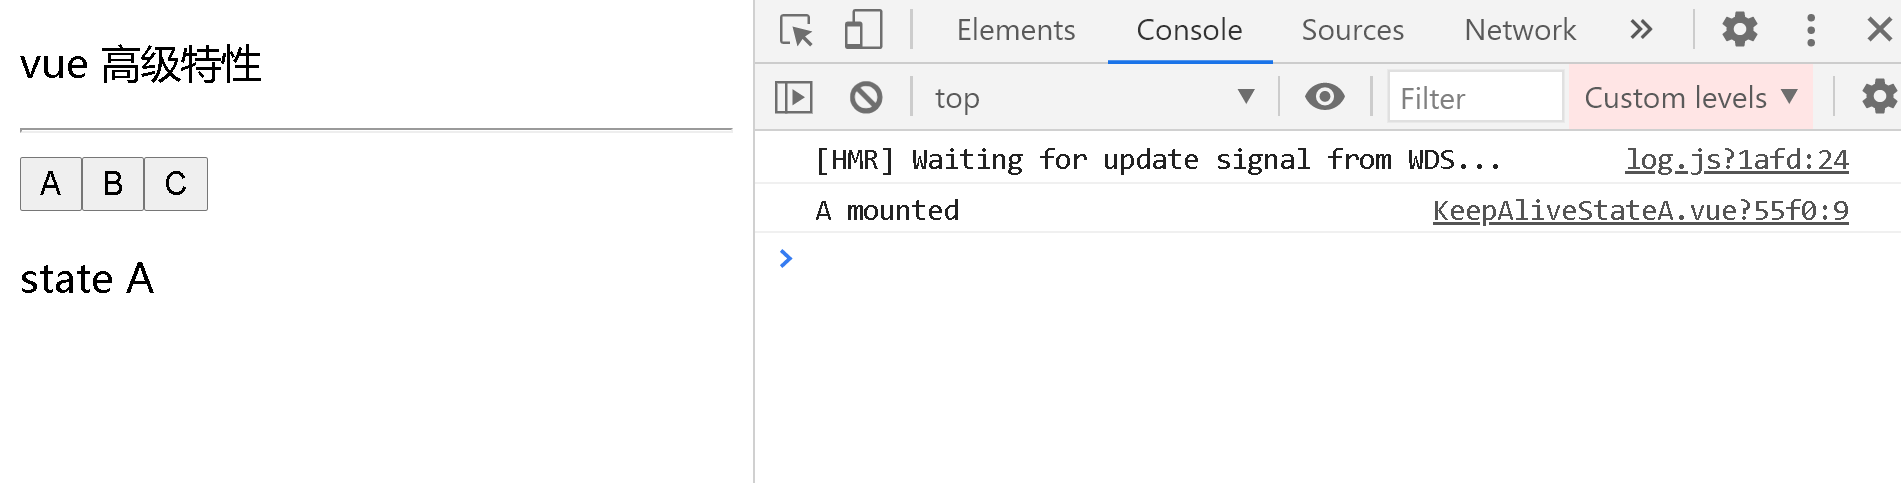 vue 高级特性
A B C
state A
Elements Console Sources Network
top Filter Custom levels
[HMR] Waiting for update signal from WDS... log.js?1afd:24
A mounted KeepAliveStateA.vue?55f0:9